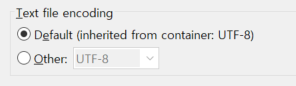 Text file encoding
Default (inherited from container: UTF-8)
Other: UTF-8